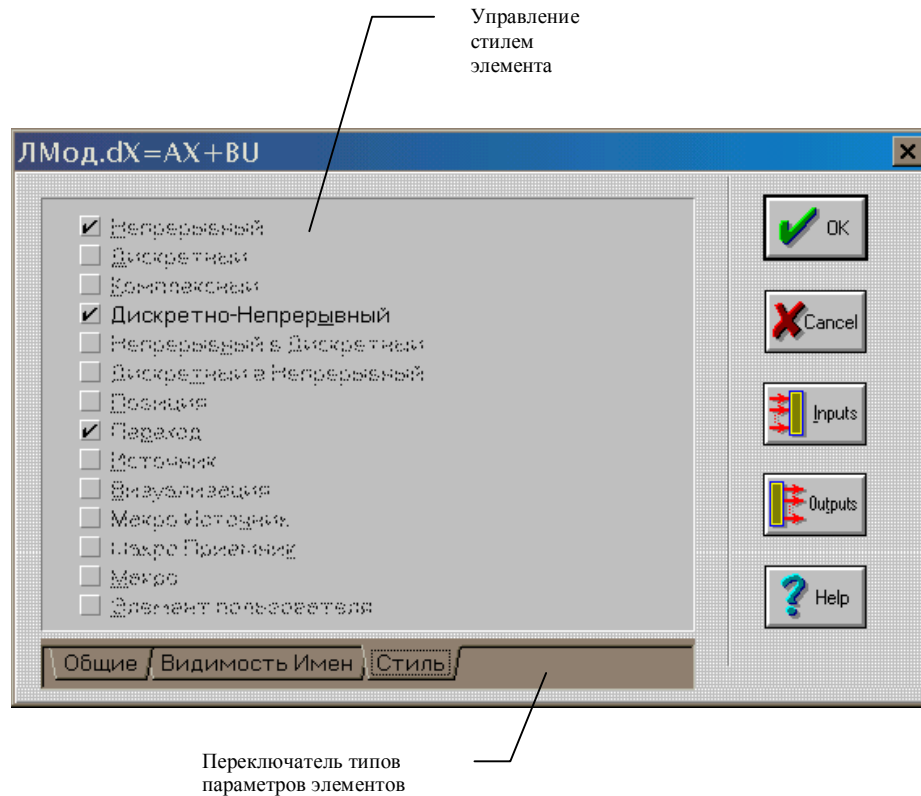 Управление
стилем
элемента
ЛМод.dX=AX+BU
Непрерывный
Дискретный
Комплексный
Дискретно-Непрерывный
Непрерывный в Дискретный
Дискретный в Непрерывный
Позиция
Переход
Источник
Визуализация
Макро Источник
Макро Приемник
Макро
Элемент пользователя
OK
Cancel
Inputs
Outputs
Help
Общие Видимость Имен Стиль
Переключатель типов
параметров элементов